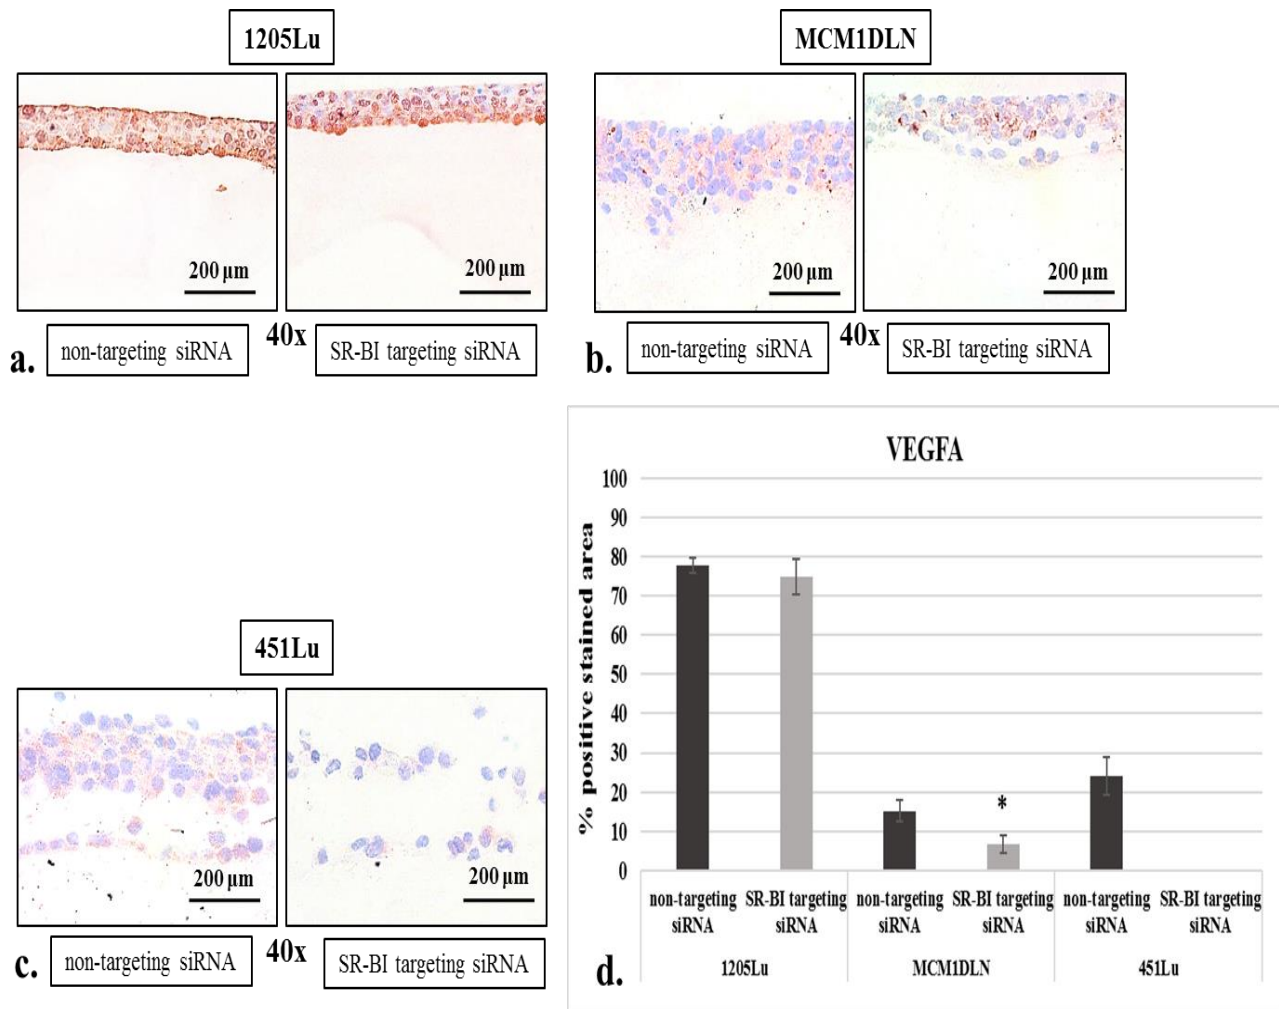 1205Lu
MCM1DLN
200 µm
200 µm
200 µm
200 µm
a.
non-targeting siRNA
40x
SR-BI targeting siRNA
b.
non-targeting siRNA
40x
SR-BI targeting siRNA
451Lu
200 µm
200 µm
c.
non-targeting siRNA
40x
SR-BI targeting siRNA
VEGFA
% positive stained area
100
90
80
70
60
50
40
30
20
10
0
*
non-targeting siRNA
SR-BI targeting siRNA
non-targeting siRNA
SR-BI targeting siRNA
non-targeting siRNA
SR-BI targeting siRNA
1205Lu
MCM1DLN
451Lu
d.